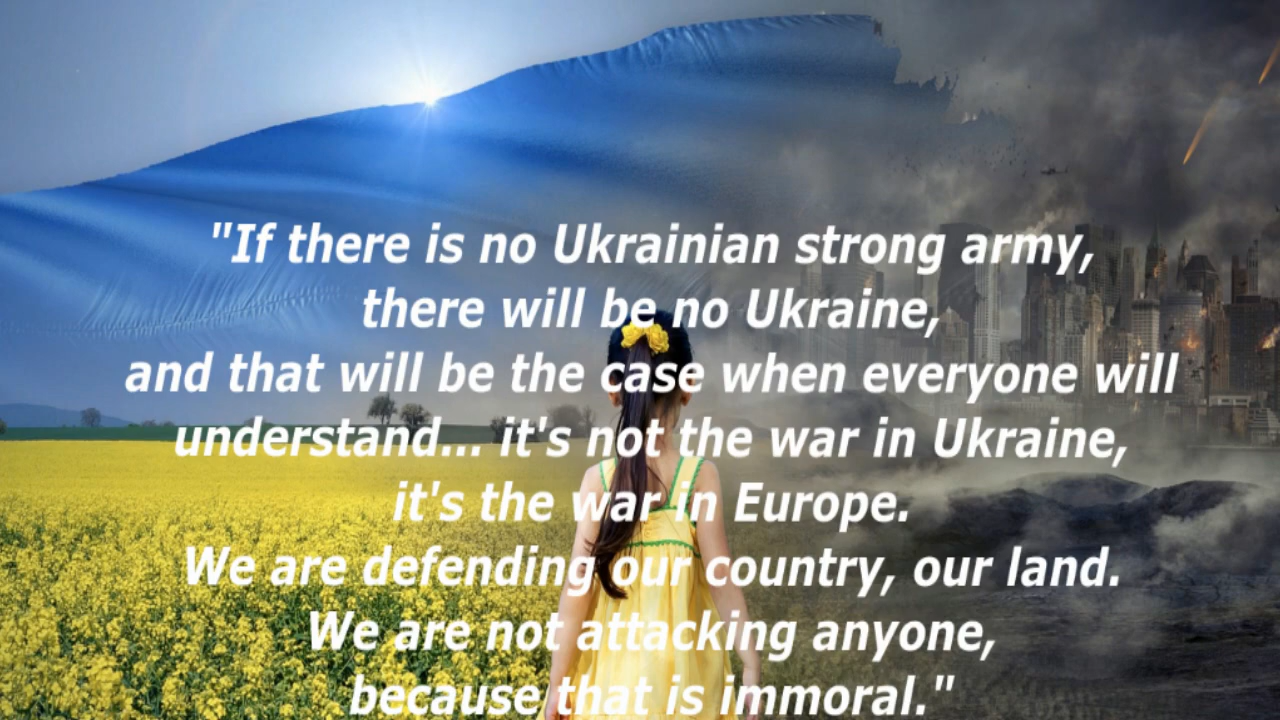 "If there is no Ukrainian strong army,
there will be no Ukraine,
and that will be the case when everyone will
understand... it's not the war in Ukraine,
it's the war in Europe.
We are defending our country, our land.
We are not attacking anyone,
because that is immoral."